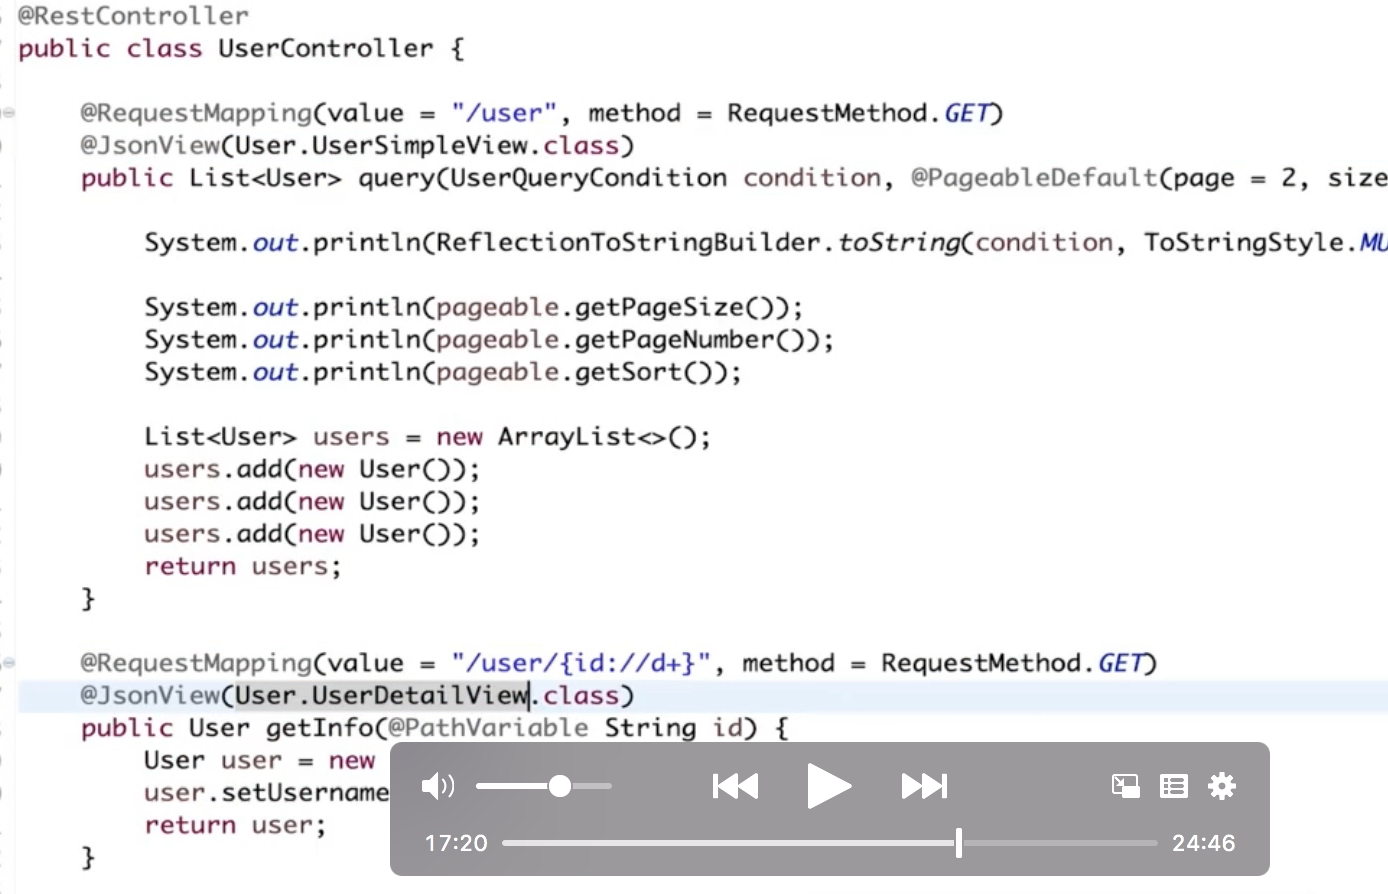 @RestController
public class UserController {
@RequestMapping(value = "/user", method = RequestMethod.GET)
@JsonView(User.UserSimpleView.class)
public List<User> query(UserQueryCondition condition, @PageableDefault(page = 2, size
System.out.println(ReflectionToStringBuilder.toString(condition, ToStringStyle.MU
System.out.println(pageable.getPageSize());
System.out.println(pageable.getPageNumber());
System.out.println(pageable.getSort());
List<User> users = new ArrayList<>();
users.add(new User());
users.add(new User());
users.add(new User());
return users;
}
@RequestMapping(value = "/user/{id://d+}", method = RequestMethod.GET)
@JsonView(User.UserDetailView.class)
public User getInfo(@PathVariable String id) {
User user = new
user.setUsername
return user;
}
17:20 24:46